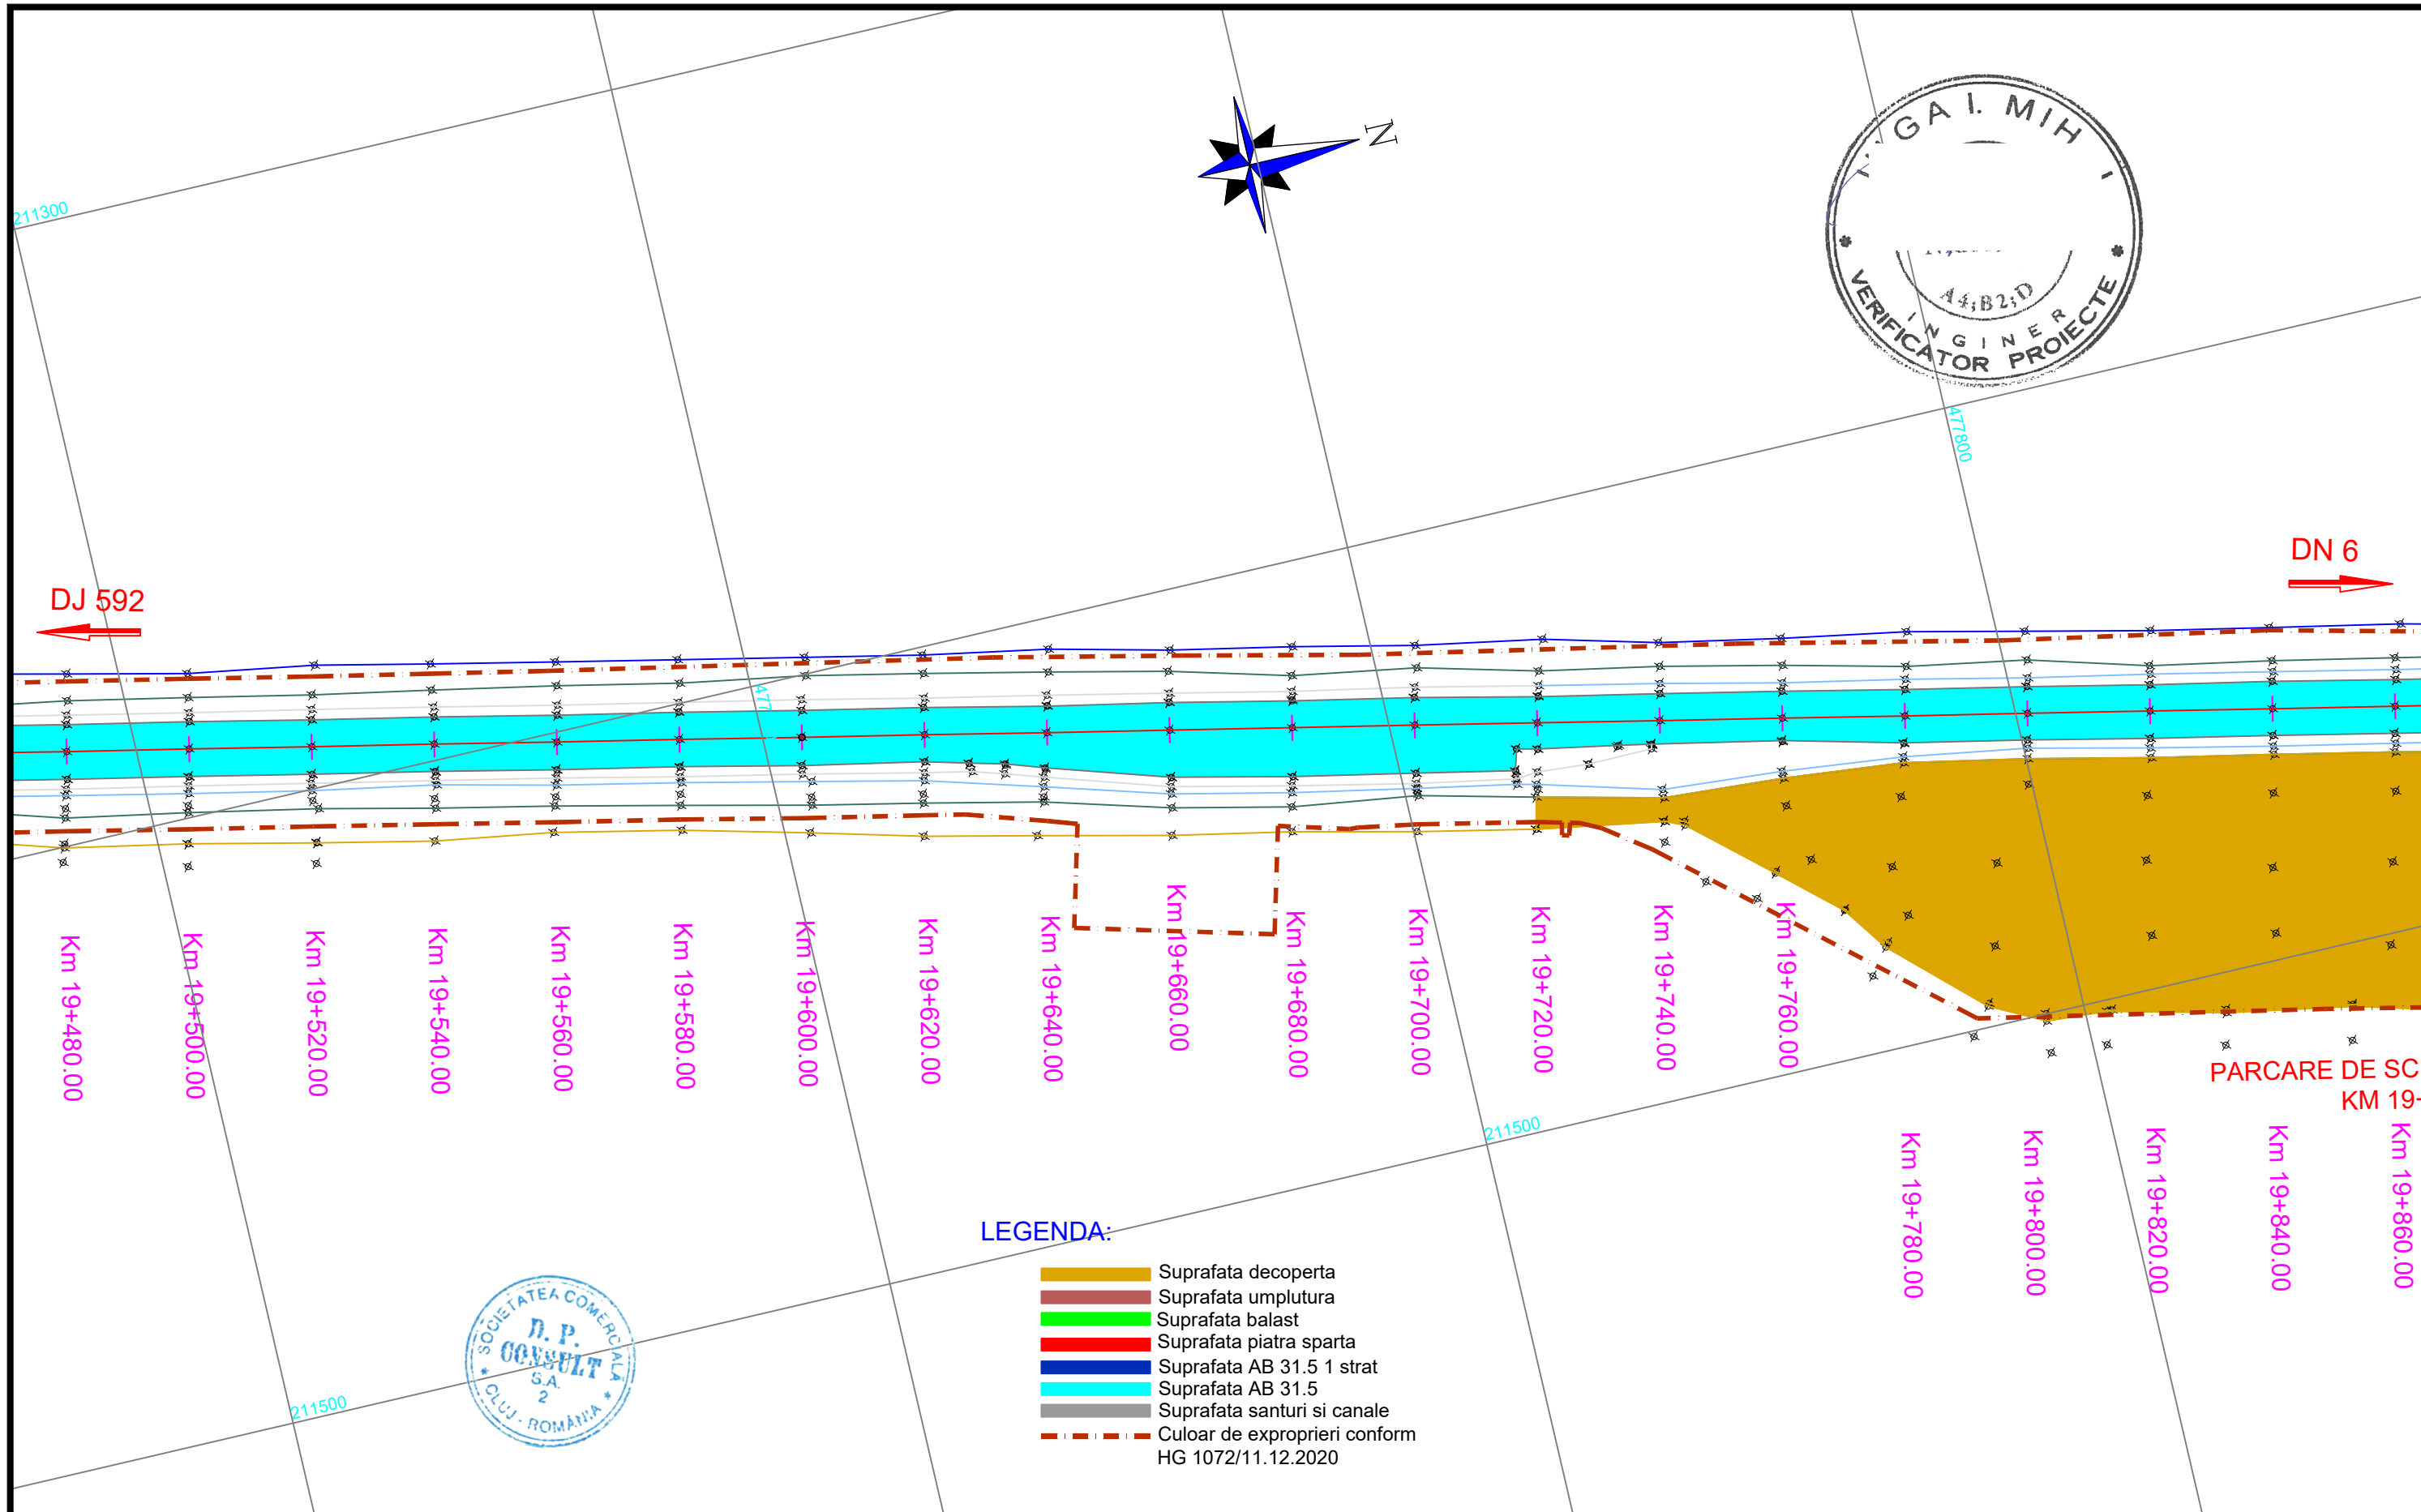 211300
N
GA I. MIH
A4;B2;D
INGINER
* VERIFICATOR PROIECTE *
477800
DJ 592
DN 6
477
Km 19+480.00
Km 19+500.00
Km 19+520.00
Km 19+540.00
Km 19+560.00
Km 19+580.00
Km 19+600.00
Km 19+620.00
Km 19+640.00
Km 19+660.00
Km 19+680.00
Km 19+700.00
Km 19+720.00
Km 19+740.00
Km 19+760.00
PARCARE DE SC
KM 19+
211500
Km 19+780.00
Km 19+800.00
Km 19+820.00
Km 19+840.00
Km 19+860.00
LEGENDA:
Suprafata decoperta
Suprafata umplutura
Suprafata balast
Suprafata piatra sparta
Suprafata AB 31.5 1 strat
Suprafata AB 31.5
Suprafata santuri si canale
Culoar de exproprieri conform
HG 1072/11.12.2020
SOCIETATEA COMERCIALĂ
D. P.
CONSULT
S.A.
2
* CLUJ - ROMÂNIA *
211500